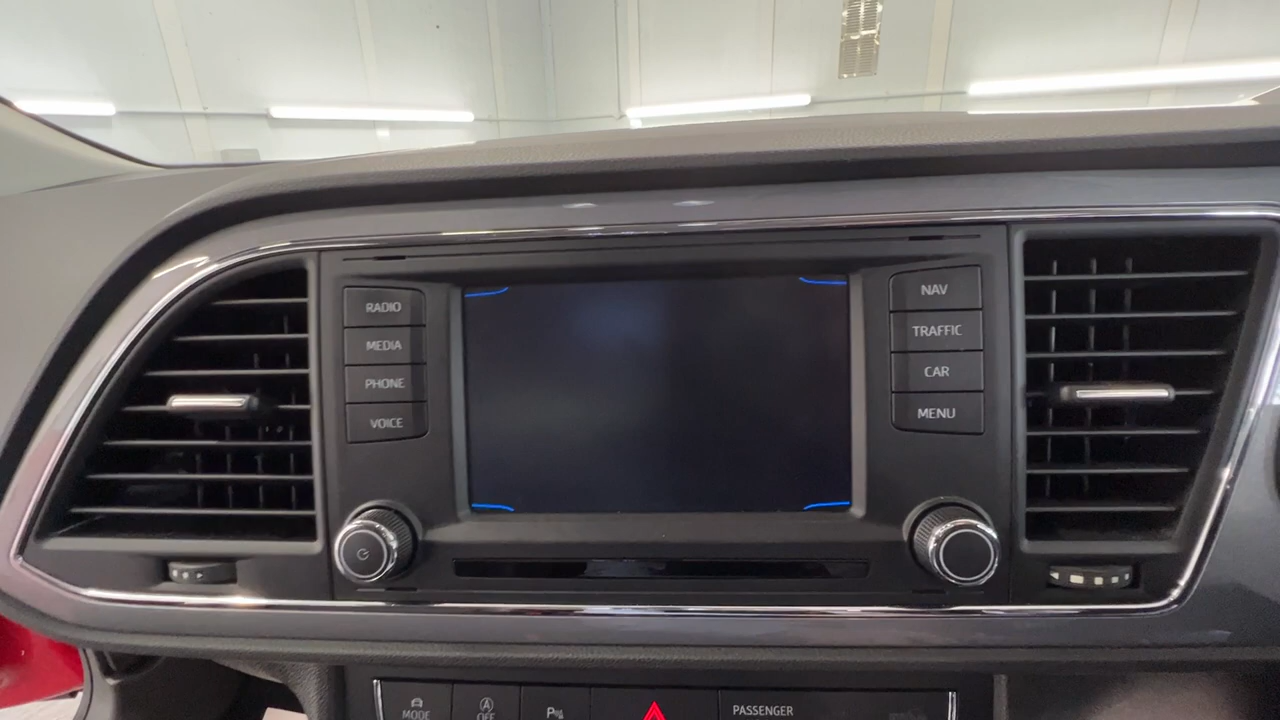 RADIO
MEDIA
PHONE
VOICE
NAV
TRAFFIC
CAR
MENU
MODE
A
OFF
P
PASSENGER